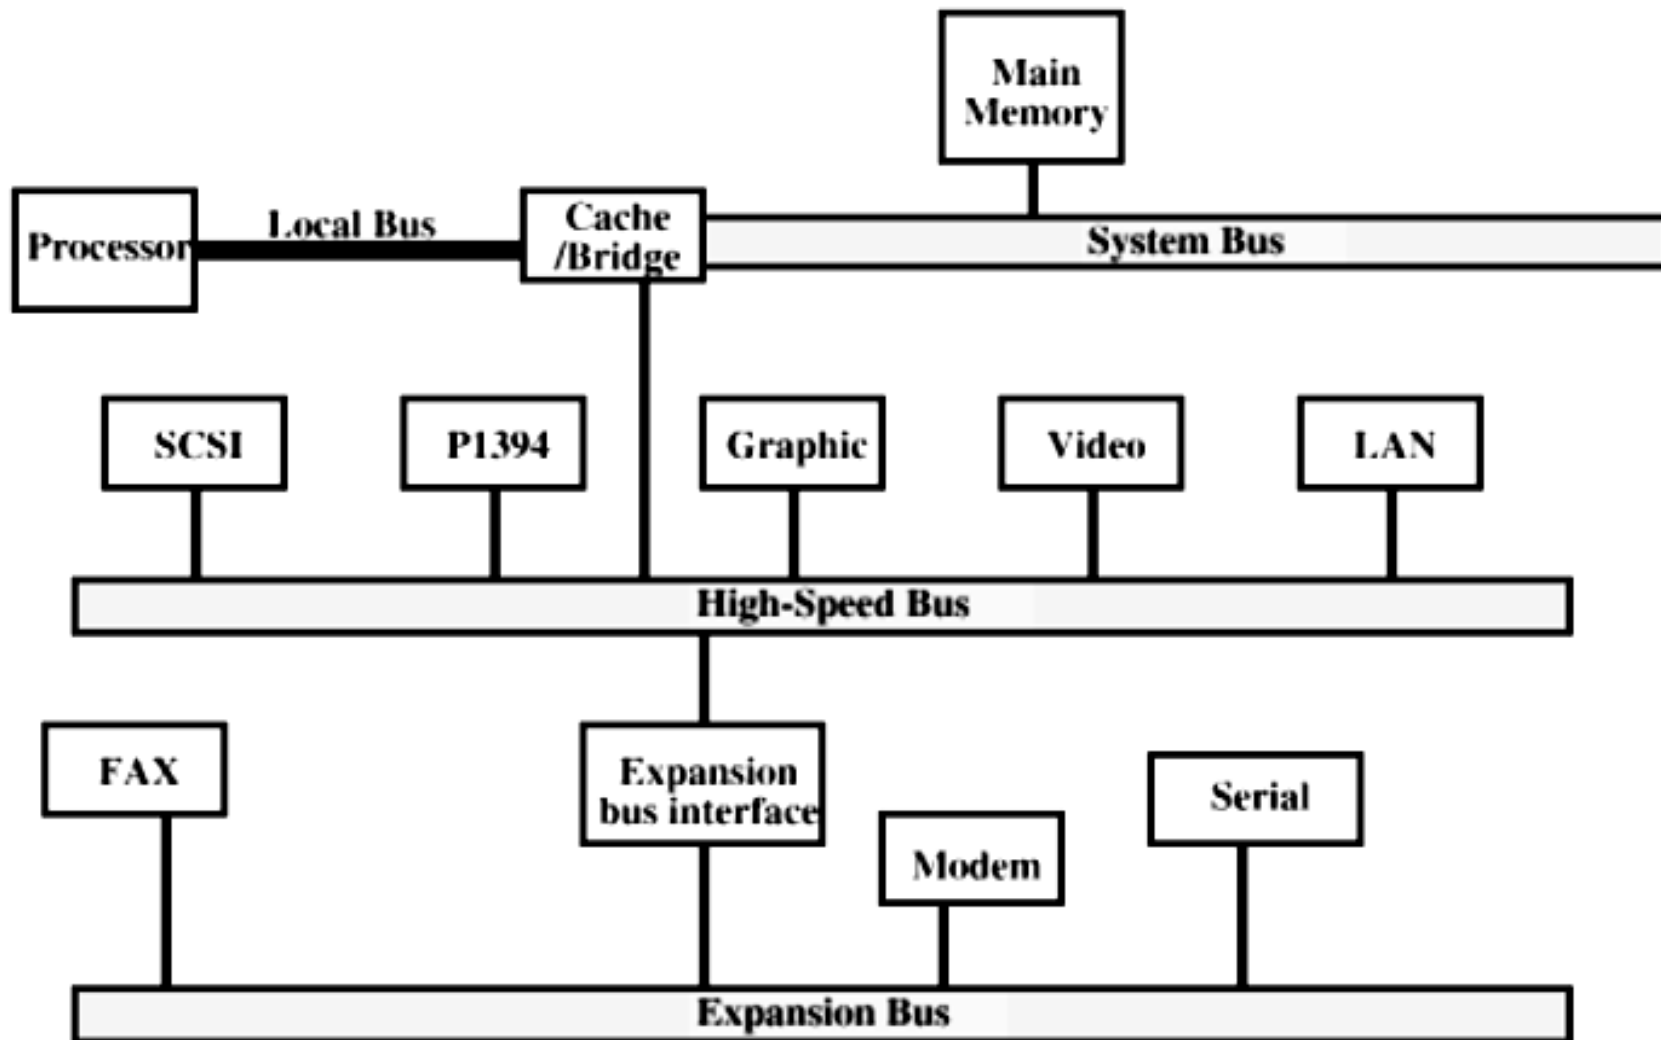 Main
Memory
Processor
Local Bus
Cache
/Bridge
System Bus
SCSI
P1394
Graphic
Video
LAN
High-Speed Bus
FAX
Expansion
bus interface
Modem
Serial
Expansion Bus